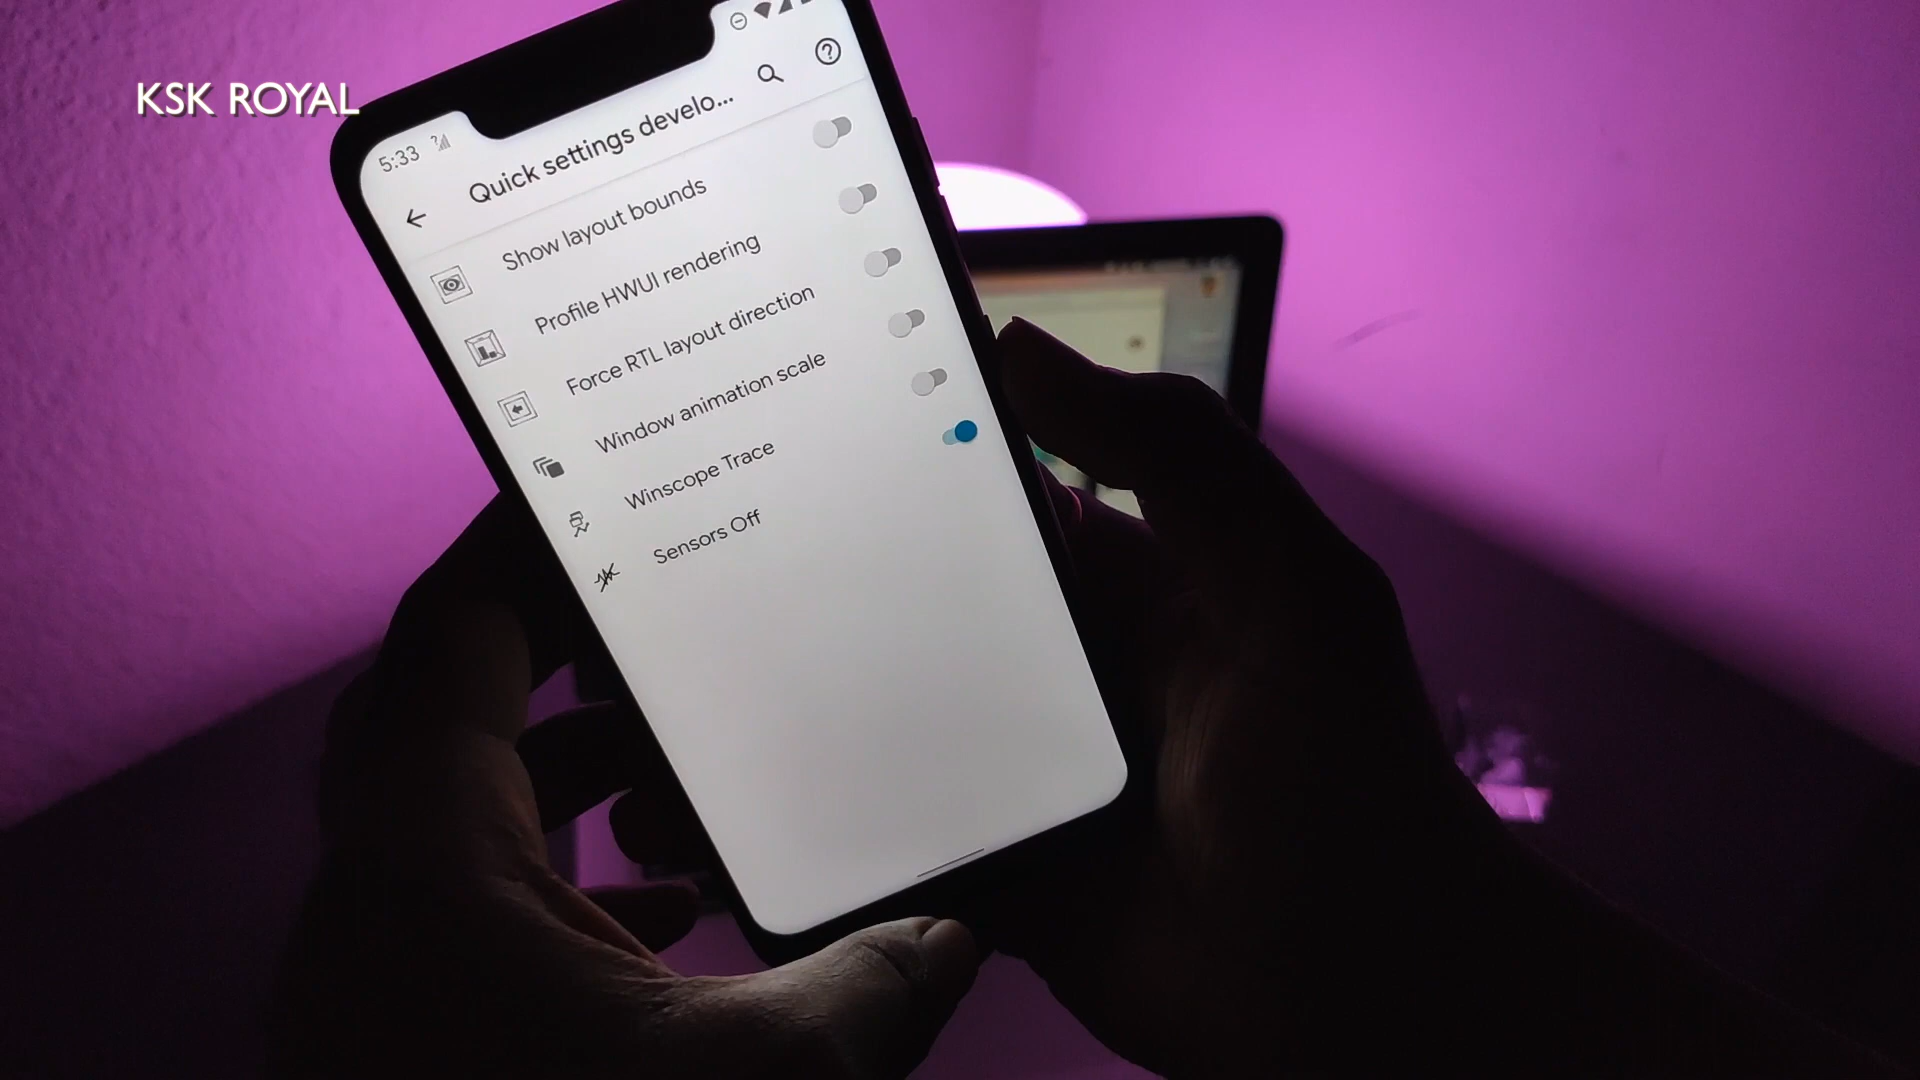 KSK ROYAL
5:33
Quick settings develo...
Show layout bounds
Profile HWUI rendering
Force RTL layout direction
Window animation scale
Winscope Trace
Sensors Off